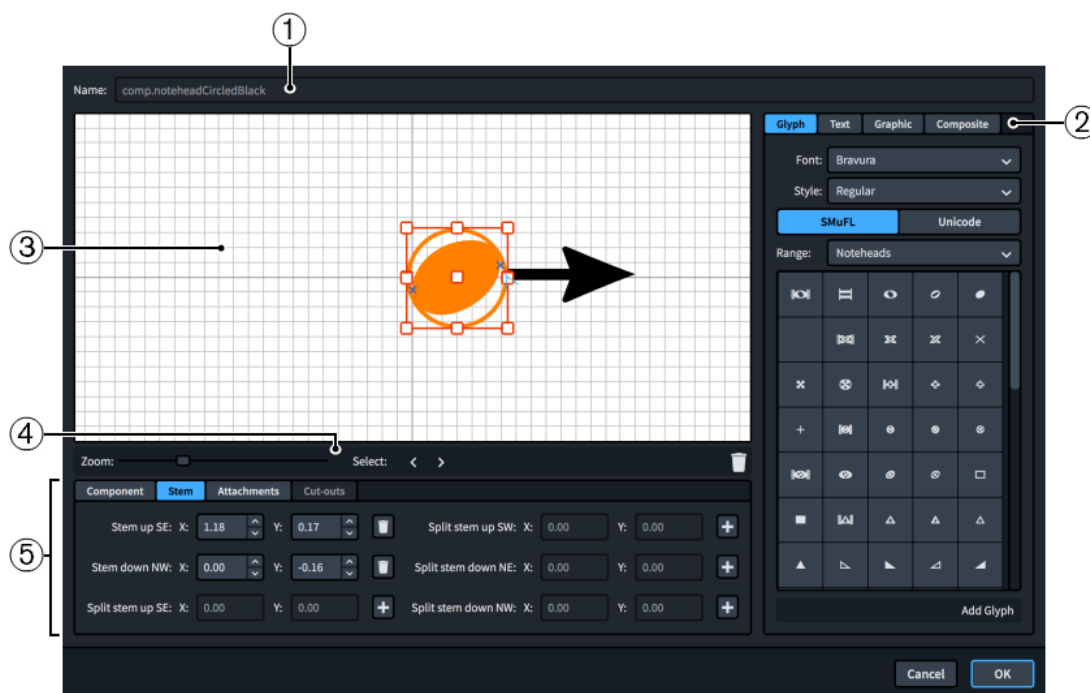 1
Name: comp.noteheadCircledBlack
2
Glyph Text Graphic Composite
Font: Bravura
Style: Regular
SMuFL Unicode
Range: Noteheads
3
4
Zoom: Select:
Component Stem Attachments Cut-outs
5
Stem up SE: X: 1.18 Y: 0.17 Split stem up SW: X: 0.00 Y: 0.00
Stem down NW: X: 0.00 Y: -0.16 Split stem down NE: X: 0.00 Y: 0.00
Split stem up SE: X: 0.00 Y: 0.00 Split stem down NW: X: 0.00 Y: 0.00
Add Glyph
Cancel OK